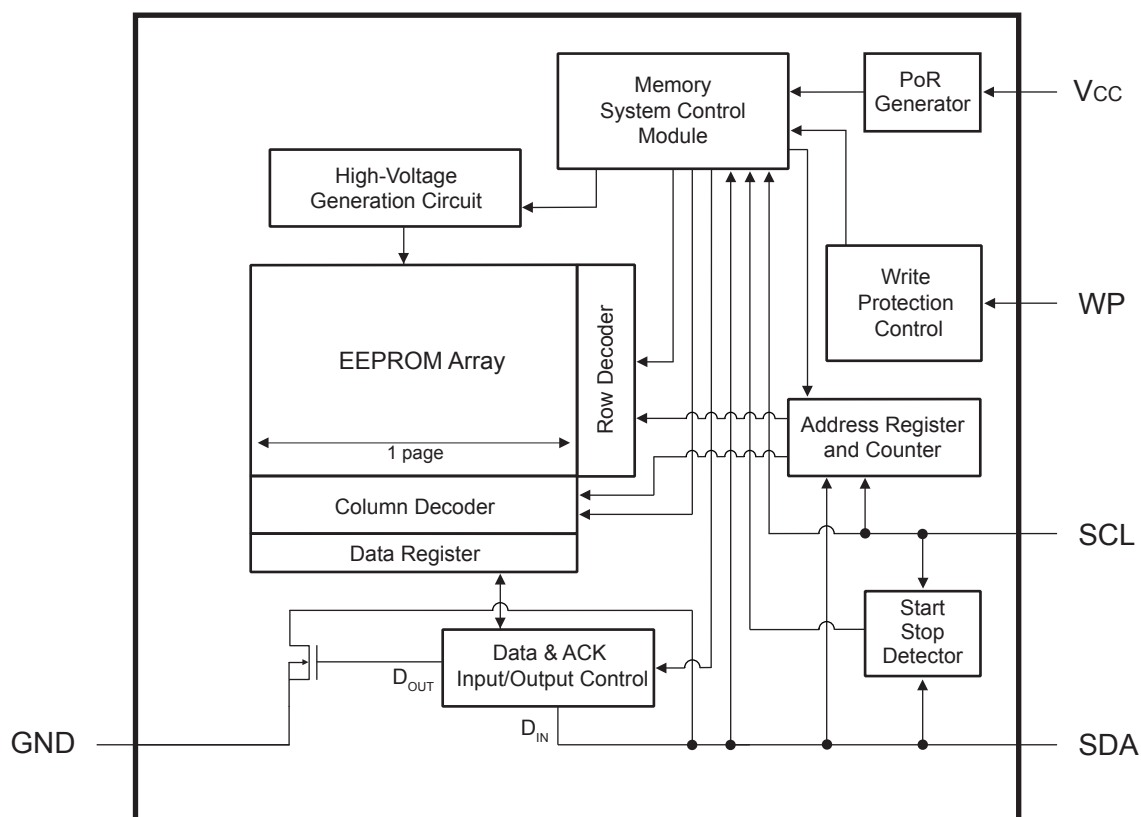 Memory
System Control
Module
PoR
Generator
VCC
High-Voltage
Generation Circuit
Write
Protection
Control
WP
EEPROM Array
Row Decoder
1 page
Address Register
and Counter
Column Decoder
Data Register
SCL
Start
Stop
Detector
Data & ACK
Input/Output Control
DOUT
DIN
GND
SDA